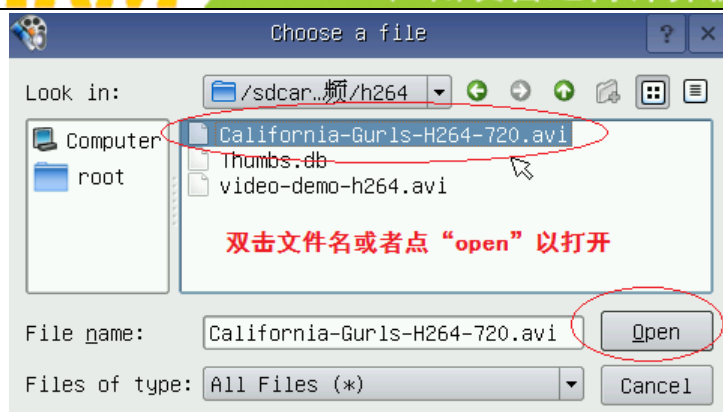 Choose a file
Look in: /sdcar…频/h264
Computer
root
California-Gurls-H264-720.avi
Thumbs.db
video-demo-h264.avi
双击文件名或者点“open”以打开
File name: California-Gurls-H264-720.avi Open
Files of type: All Files (*) Cancel